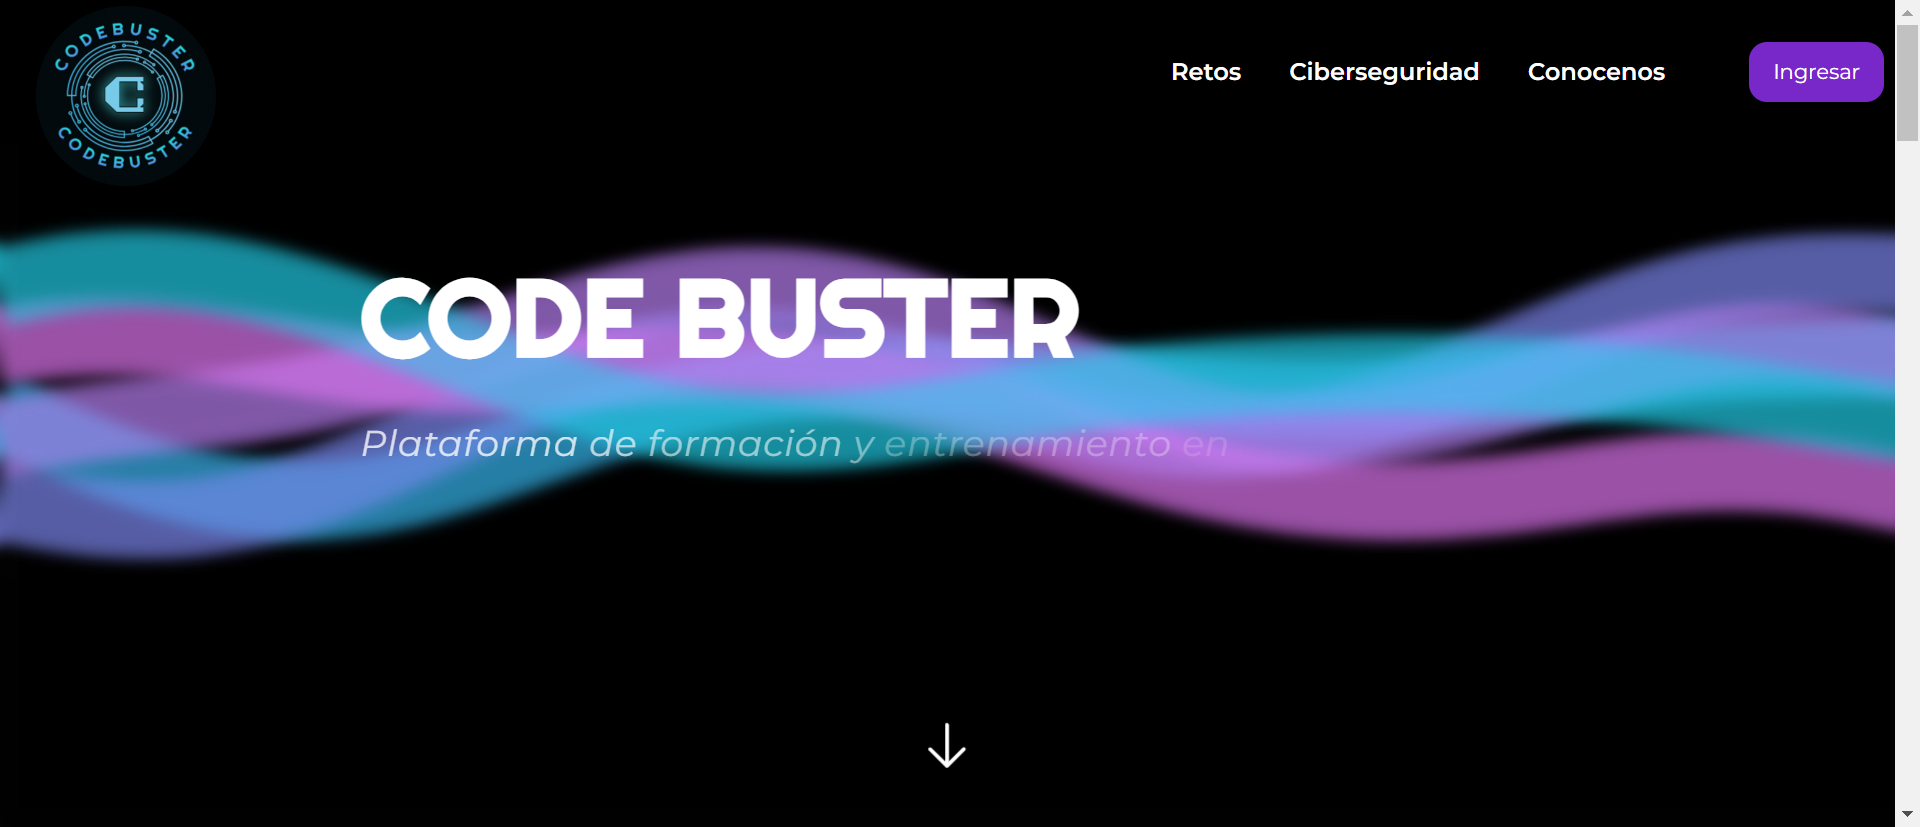 CODEBUSTER
C
CODEBUSTER
Retos Ciberseguridad Conocenos Ingresar
CODE BUSTER
Plataforma de formación y entrenamiento en